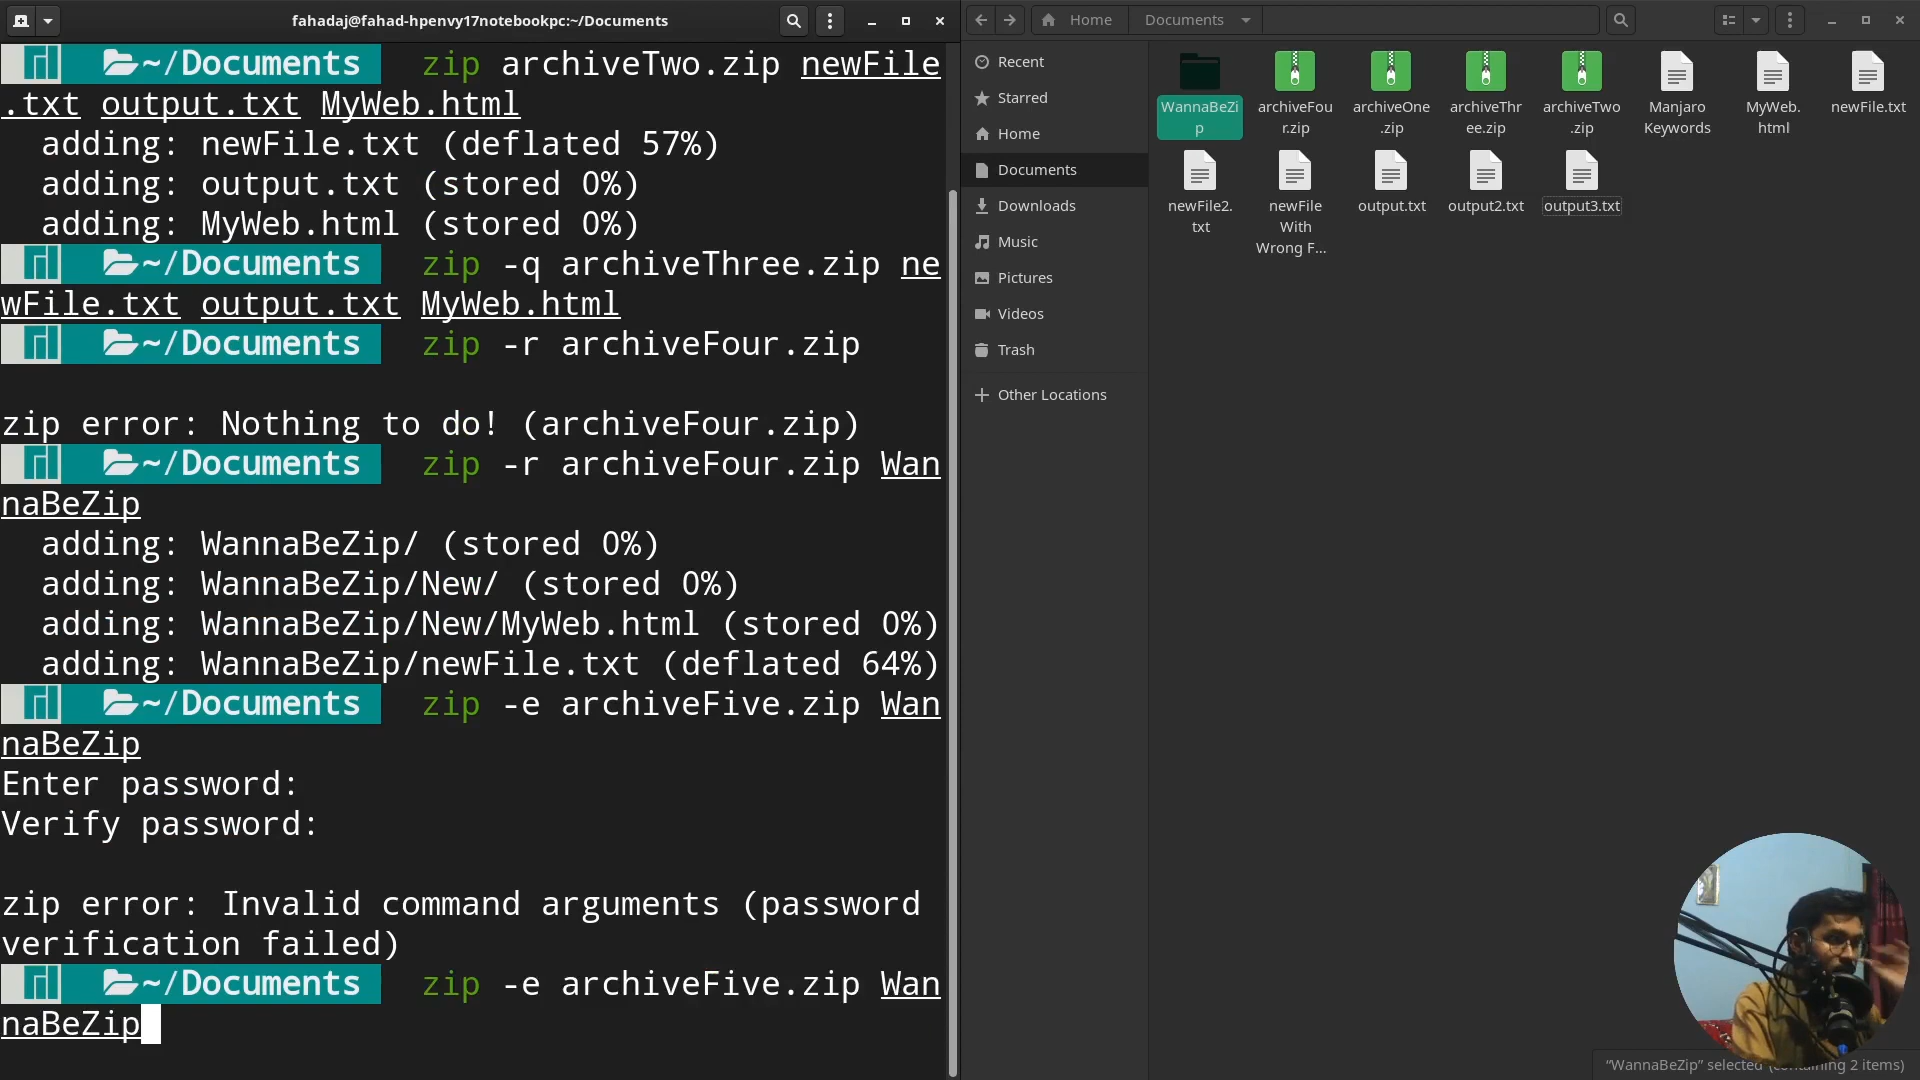 fahadaj@fahad-hpenvy17notebookpc:~/Documents
~/Documents zip archiveTwo.zip newFile
.txt output.txt MyWeb.html
adding: newFile.txt (deflated 57%)
adding: output.txt (stored 0%)
adding: MyWeb.html (stored 0%)
~/Documents zip -q archiveThree.zip ne
wFile.txt output.txt MyWeb.html
~/Documents zip -r archiveFour.zip
zip error: Nothing to do! (archiveFour.zip)
~/Documents zip -r archiveFour.zip Wan
naBeZip
adding: WannaBeZip/ (stored 0%)
adding: WannaBeZip/New/ (stored 0%)
adding: WannaBeZip/New/MyWeb.html (stored 0%)
adding: WannaBeZip/newFile.txt (deflated 64%)
~/Documents zip -e archiveFive.zip Wan
naBeZip
Enter password:
Verify password:
zip error: Invalid command arguments (password
verification failed)
~/Documents zip -e archiveFive.zip Wan
naBeZip
Home Documents
Recent
Starred
Home
Documents
Downloads
Music
Pictures
Videos
Trash
Other Locations
WannaBeZi
p
archiveFou
r.zip
archiveOne
.zip
archiveThr
ee.zip
archiveTwo
.zip
Manjaro
Keywords
MyWeb.
html
newFile.txt
newFile2.
txt
newFile
With
Wrong F...
output.txt
output2.txt
output3.txt
"WannaBeZip" selected (containing 2 items)